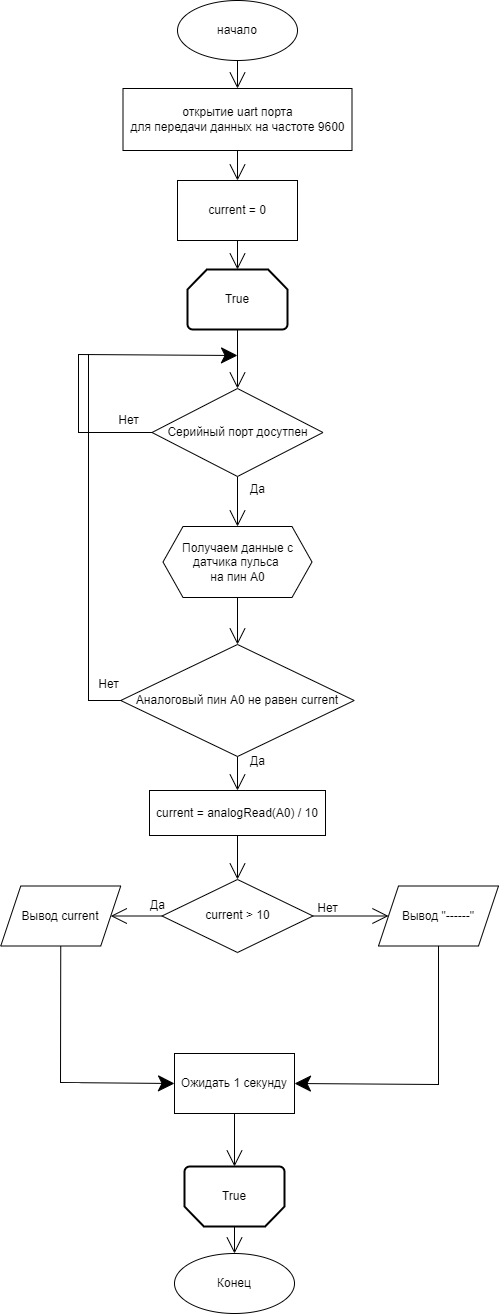 начало
открытие uart порта
для передачи данных на частоте 9600
current = 0
True
Нет
Серийный порт досутпен
Да
Получаем данные с
датчика пульса
на пин A0
Нет
Аналоговый пин A0 не равен current
Да
current = analogRead(A0) / 10
Вывод current
Да
current > 10
Нет
Вывод "------"
Ожидать 1 секунду
True
Конец